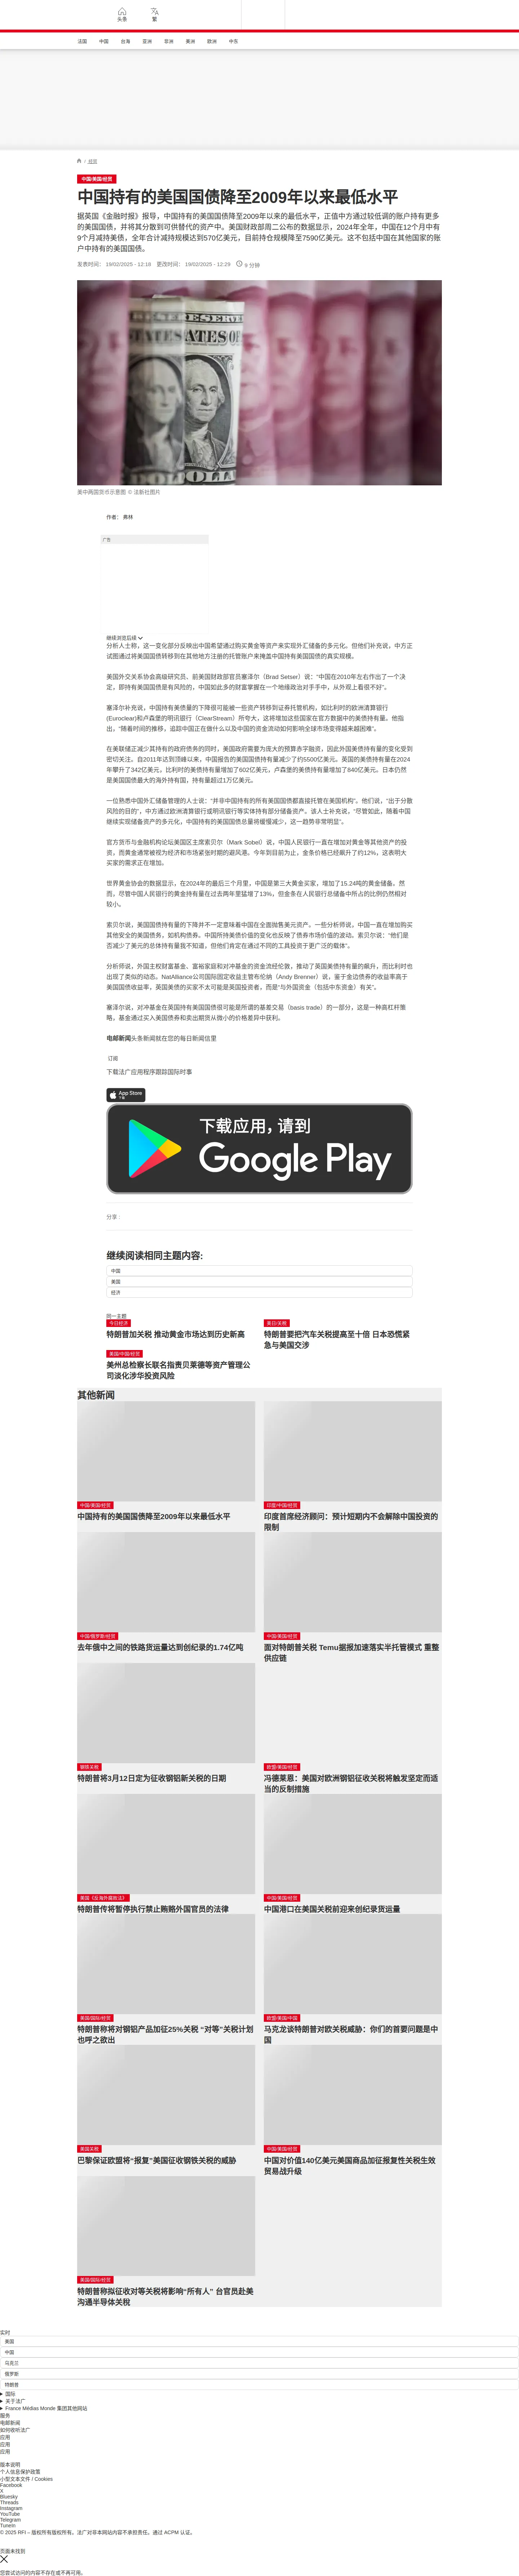 头条
繁
法国
中国
台海
亚洲
非洲
美洲
欧洲
中东
/ 经贸
中国/美国/经贸
中国持有的美国国债降至2009年以来最低水平
据英国《金融时报》报导，中国持有的美国国债降至2009年以来的最低水平，正值中方通过较低调的账户持有更多
的美国国债，并将其分散到可供替代的资产中。美国财政部周二公布的数据显示，2024年全年，中国在12个月中有
9个月减持美债，全年合计减持规模达到570亿美元，目前持仓规模降至7590亿美元。这不包括中国在其他国家的账
户中持有的美国国债。
发表时间： 19/02/2025 - 12:18 更改时间： 19/02/2025 - 12:29 9 分钟
美中两国货币示意图 © 法新社图片
作者： 弗林
广告
继续浏览后续
分析人士称，这一变化部分反映出中国希望通过购买黄金等资产来实现外汇储备的多元化。但他们补充说，中方正
试图通过将美国国债转移到在其他地方注册的托管账户来掩盖中国持有美国国债的真实规模。
美国外交关系协会高级研究员、前美国财政部官员塞泽尔（Brad Setser）说：“中国在2010年左右作出了一个决
定，即持有美国国债是有风险的，中国如此多的财富掌握在一个地缘政治对手手中，从外观上看很不好”。
塞泽尔补充说，中国持有美债量的下降很可能被一些资产转移到证券托管机构，如比利时的欧洲清算银行
(Euroclear)和卢森堡的明讯银行（ClearStream）所夸大，这将增加这些国家在官方数据中的美债持有量。他指
出，“随着时间的推移，追踪中国正在做什么以及中国的资金流动如何影响全球市场变得越来越困难”。
在美联储正减少其持有的政府债务的同时，美国政府需要为庞大的预算赤字融资，因此外国美债持有量的变化受到
密切关注。自2011年达到顶峰以来，中国报告的美国国债持有量减少了约5500亿美元。英国的美债持有量在2024
年攀升了342亿美元，比利时的美债持有量增加了602亿美元，卢森堡的美债持有量增加了840亿美元。日本仍然
是美国国债最大的海外持有国，持有量超过1万亿美元。
一位熟悉中国外汇储备管理的人士说：“并非中国持有的所有美国国债都直接托管在美国机构”。他们说，“出于分散
风险的目的”，中方通过欧洲清算银行或明讯银行等实体持有部分储备资产。该人士补充说，“尽管如此，随着中国
继续实现储备资产的多元化，中国持有的美国国债总量将缓慢减少，这一趋势非常明显”。
官方货币与金融机构论坛美国区主席索贝尔（Mark Sobel）说，中国人民银行一直在增加对黄金等其他资产的投
资，而黄金通常被视为经济和市场紧张时期的避风港。今年到目前为止，金条价格已经飙升了约12%，这表明大
买家的需求正在增加。
世界黄金协会的数据显示，在2024年的最后三个月里，中国是第三大黄金买家，增加了15.24吨的黄金储备。然
而，尽管中国人民银行的黄金持有量在过去两年里猛增了13%，但金条在人民银行总储备中所占的比例仍然相对
较小。
索贝尔说，美国国债持有量的下降并不一定意味着中国在全面抛售美元资产。一些分析师说，中国一直在增加购买
其他安全的美国债务，如机构债券。中国所持美债价值的变化也反映了债券市场价值的波动。索贝尔说：“他们是
否减少了美元的总体持有量我不知道，但他们肯定在通过不同的工具投资于更广泛的载体”。
分析师说，外国主权财富基金、富裕家庭和对冲基金的资金流经伦敦，推动了英国美债持有量的飙升，而比利时也
出现了类似的动态。NatAlliance公司国际固定收益主管布伦纳（Andy Brenner）说，鉴于金边债券的收益率高于
美国国债收益率，英国美债的买家不太可能是英国投资者，而是“与外国资金（包括中东资金）有关”。
塞泽尔说，对冲基金在英国持有美国国债很可能是所谓的基差交易（basis trade）的一部分，这是一种高杠杆策
略，基金通过买入美国债券和卖出期货从微小的价格差异中获利。
电邮新闻头条新闻就在您的每日新闻信里
订阅
下载法广应用程序跟踪国际时事
App Store
下载
下载应用，请到
Google Play
分享 :
继续阅读相同主题内容:
中国
美国
经济
同一主题
今日经济
特朗普加关税 推动黄金市场达到历史新高
美日/关税
特朗普要把汽车关税提高至十倍 日本恐慌紧
急与美国交涉
美国/中国/经贸
美州总检察长联名指责贝莱德等资产管理公
司淡化涉华投资风险
其他新闻
中国/美国/经贸
中国持有的美国国债降至2009年以来最低水平
印度/中国/经贸
印度首席经济顾问：预计短期内不会解除中国投资的
限制
中国/俄罗斯/经贸
去年俄中之间的铁路货运量达到创纪录的1.74亿吨
中国/美国/经贸
面对特朗普关税 Temu据报加速落实半托管模式 重整
供应链
钢铁关税
特朗普将3月12日定为征收钢铝新关税的日期
欧盟/美国/经贸
冯德莱恩：美国对欧洲钢铝征收关税将触发坚定而适
当的反制措施
美国《反海外腐败法》
特朗普传将暂停执行禁止贿赂外国官员的法律
中国/美国/经贸
中国港口在美国关税前迎来创纪录货运量
美国/国际/经贸
特朗普称将对钢铝产品加征25%关税 “对等”关税计划
也呼之欲出
欧盟/美国/中国
马克龙谈特朗普对欧关税威胁：你们的首要问题是中
国
美国关税
巴黎保证欧盟将“报复”美国征收钢铁关税的威胁
中国/美国/经贸
中国对价值140亿美元美国商品加征报复性关税生效
贸易战升级
美国/国际/经贸
特朗普称拟征收对等关税将影响“所有人” 台官员赴美
沟通半导体关税
实时
美国
中国
乌克兰
俄罗斯
特朗普
国际
关于法广
France Médias Monde 集团其他网站
服务
电邮新闻
如何收听法广
应用
应用
应用
版本说明
个人信息保护政策
小型文本文件 / Cookies
Facebook
X
Bluesky
Threads
Instagram
YouTube
Telegram
TuneIn
© 2025 RFI – 版权所有版权所有。法广对非本网站内容不承担责任。通过 ACPM 认证。
页面未找到
您尝试访问的内容不存在或不再可用。